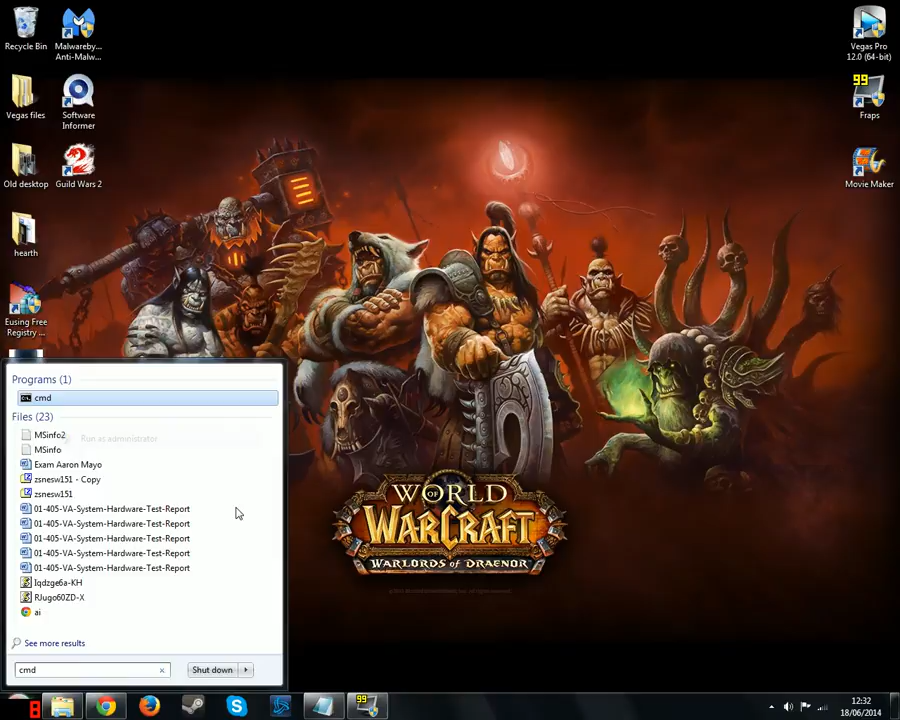 Recycle Bin
Malwareby...
Anti-Malw...
Vegas Pro
12.0 (64-bit)
Vegas files
Software
Informer
99
Fraps
Old desktop
Guild Wars 2
Movie Maker
hearth
Eusing Free
Registry ...
Programs (1)
cmd
Files (23)
MSinfo2
Run as administrator
MSinfo
Exam Aaron Mayo
zsnesw151 - Copy
zsnesw151
01-405-VA-System-Hardware-Test-Report
01-405-VA-System-Hardware-Test-Report
01-405-VA-System-Hardware-Test-Report
01-405-VA-System-Hardware-Test-Report
01-405-VA-System-Hardware-Test-Report
Iqdzge6a-KH
RJugo60ZD-X
ai
See more results
cmd
Shut down
WORLD
OF
WARCRAFT
WARLORDS OF DRAENOR
8
99
12:32
18/06/2014